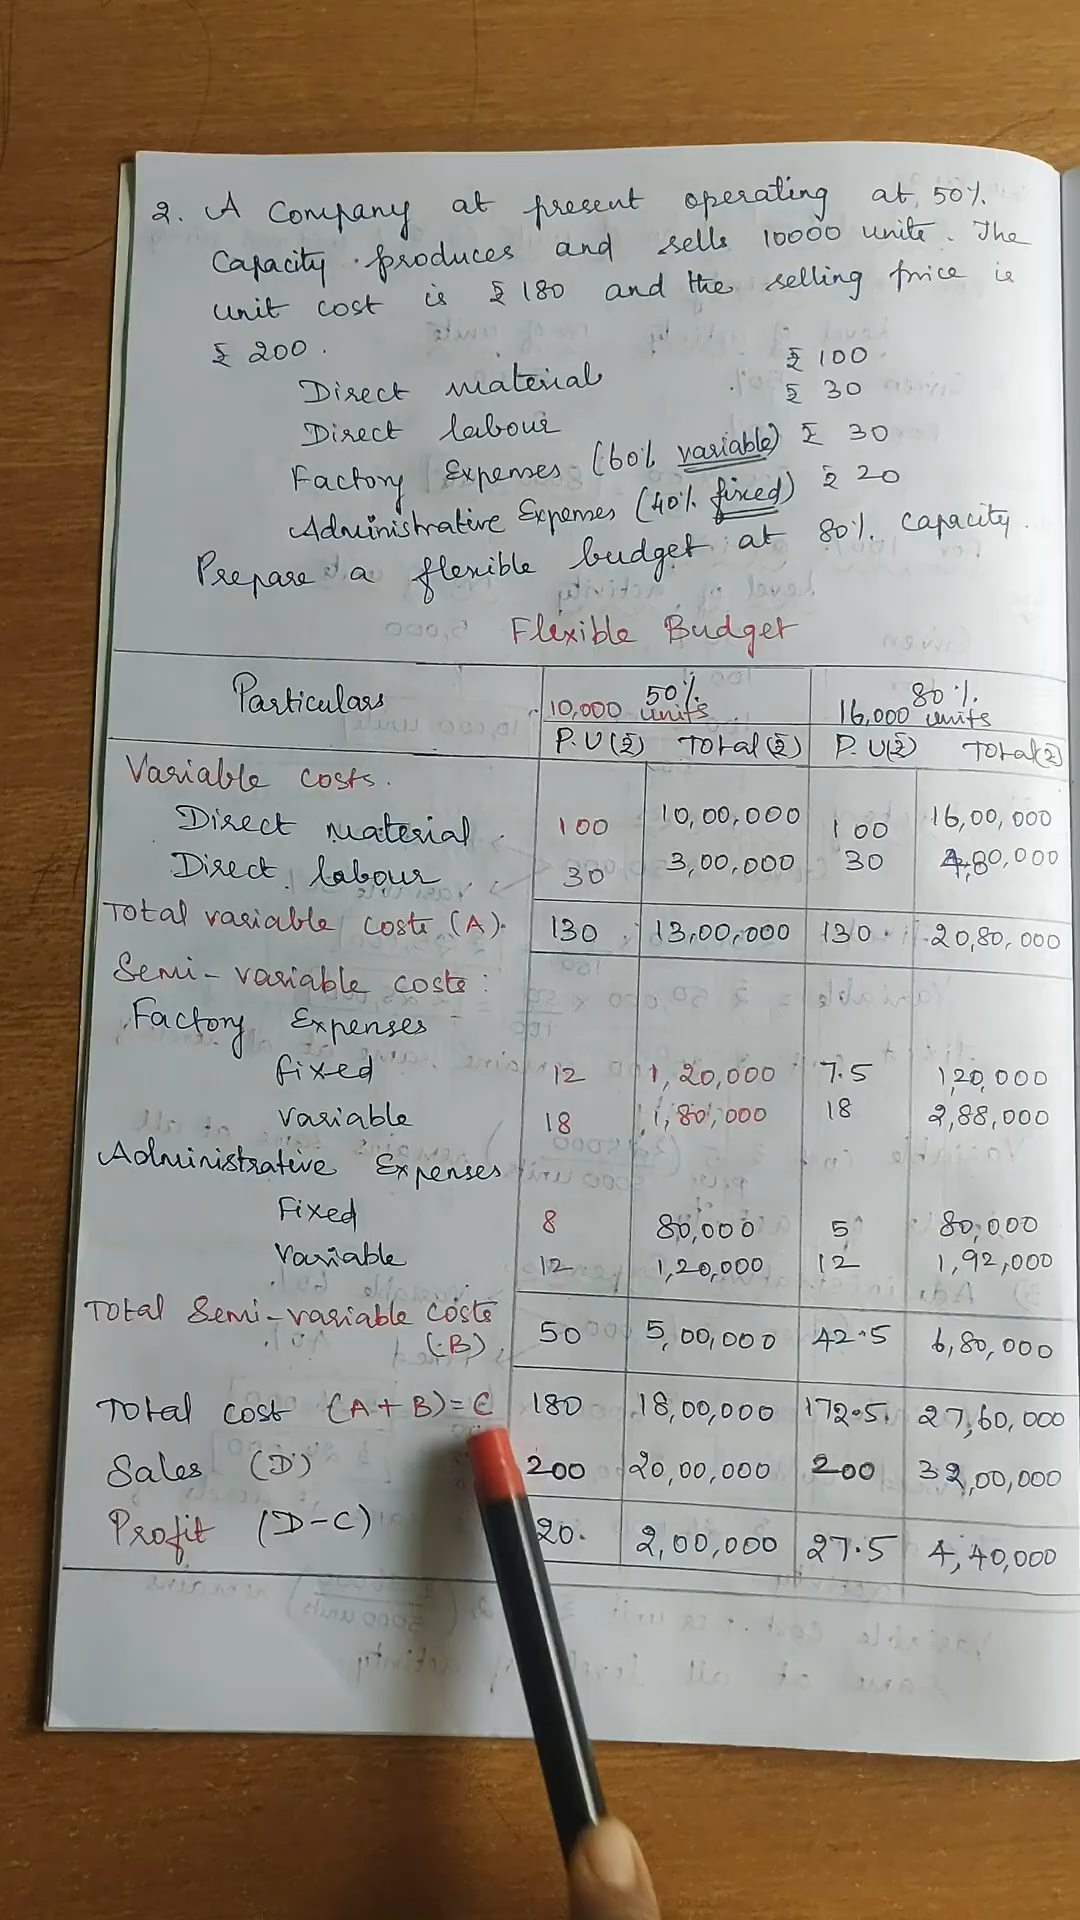 2. A Company at present operating at 50%.
Capacity produces and sells 10000 units. The
unit cost is ₹ 180 and the selling price is
₹ 200.
Direct material ₹ 100
Direct labour ₹ 30
Factory Expenses (60% variable) ₹ 30
Administrative Expenses (40% fixed) ₹ 20
Prepare a flexible budget at 80% capacity.
Flexible Budget
Particulars 50% 80%
10,000 units 16,000 units
P.U(₹) Total(₹) P.U(₹) Total(₹)
Variable costs.
Direct material 100 10,00,000 100 16,00,000
Direct labour 30 3,00,000 30 4,80,000
Total variable costs (A). 130 13,00,000 130 20,80,000
Semi-variable costs:
Factory Expenses
fixed 12 1,20,000 7.5 1,20,000
variable 18 1,80,000 18 2,88,000
Administrative Expenses
Fixed 8 80,000 5 80,000
Variable 12 1,20,000 12 1,92,000
Total Semi-variable costs
(B) 50 5,00,000 42.5 6,80,000
Total cost (A+B)=C 180 18,00,000 172.5 27,60,000
Sales (D) 200 20,00,000 200 32,00,000
Profit (D-C) 20. 2,00,000 27.5 4,40,000